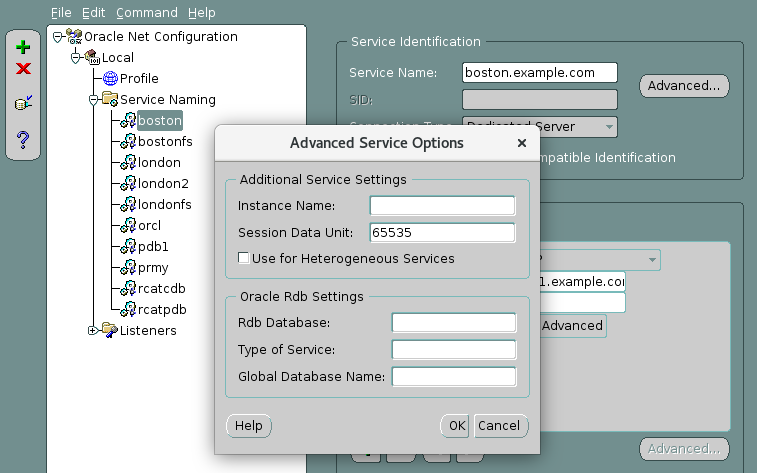 File Edit Command Help
Oracle Net Configuration
Local
Profile
Service Naming
boston
bostonfs
london
london2
londonfs
orcl
pdb1
prmy
rcatcdb
rcatpdb
Listeners
Service Identification
Service Name: boston.example.com
Advanced...
SID:
Connection Type: Dedicated Server
mpatible Identification
1.example.co
Advanced
Advanced...
Advanced Service Options
Additional Service Settings
Instance Name:
Session Data Unit: 65535
Use for Heterogeneous Services
Oracle Rdb Settings
Rdb Database:
Type of Service:
Global Database Name:
Help OK Cancel